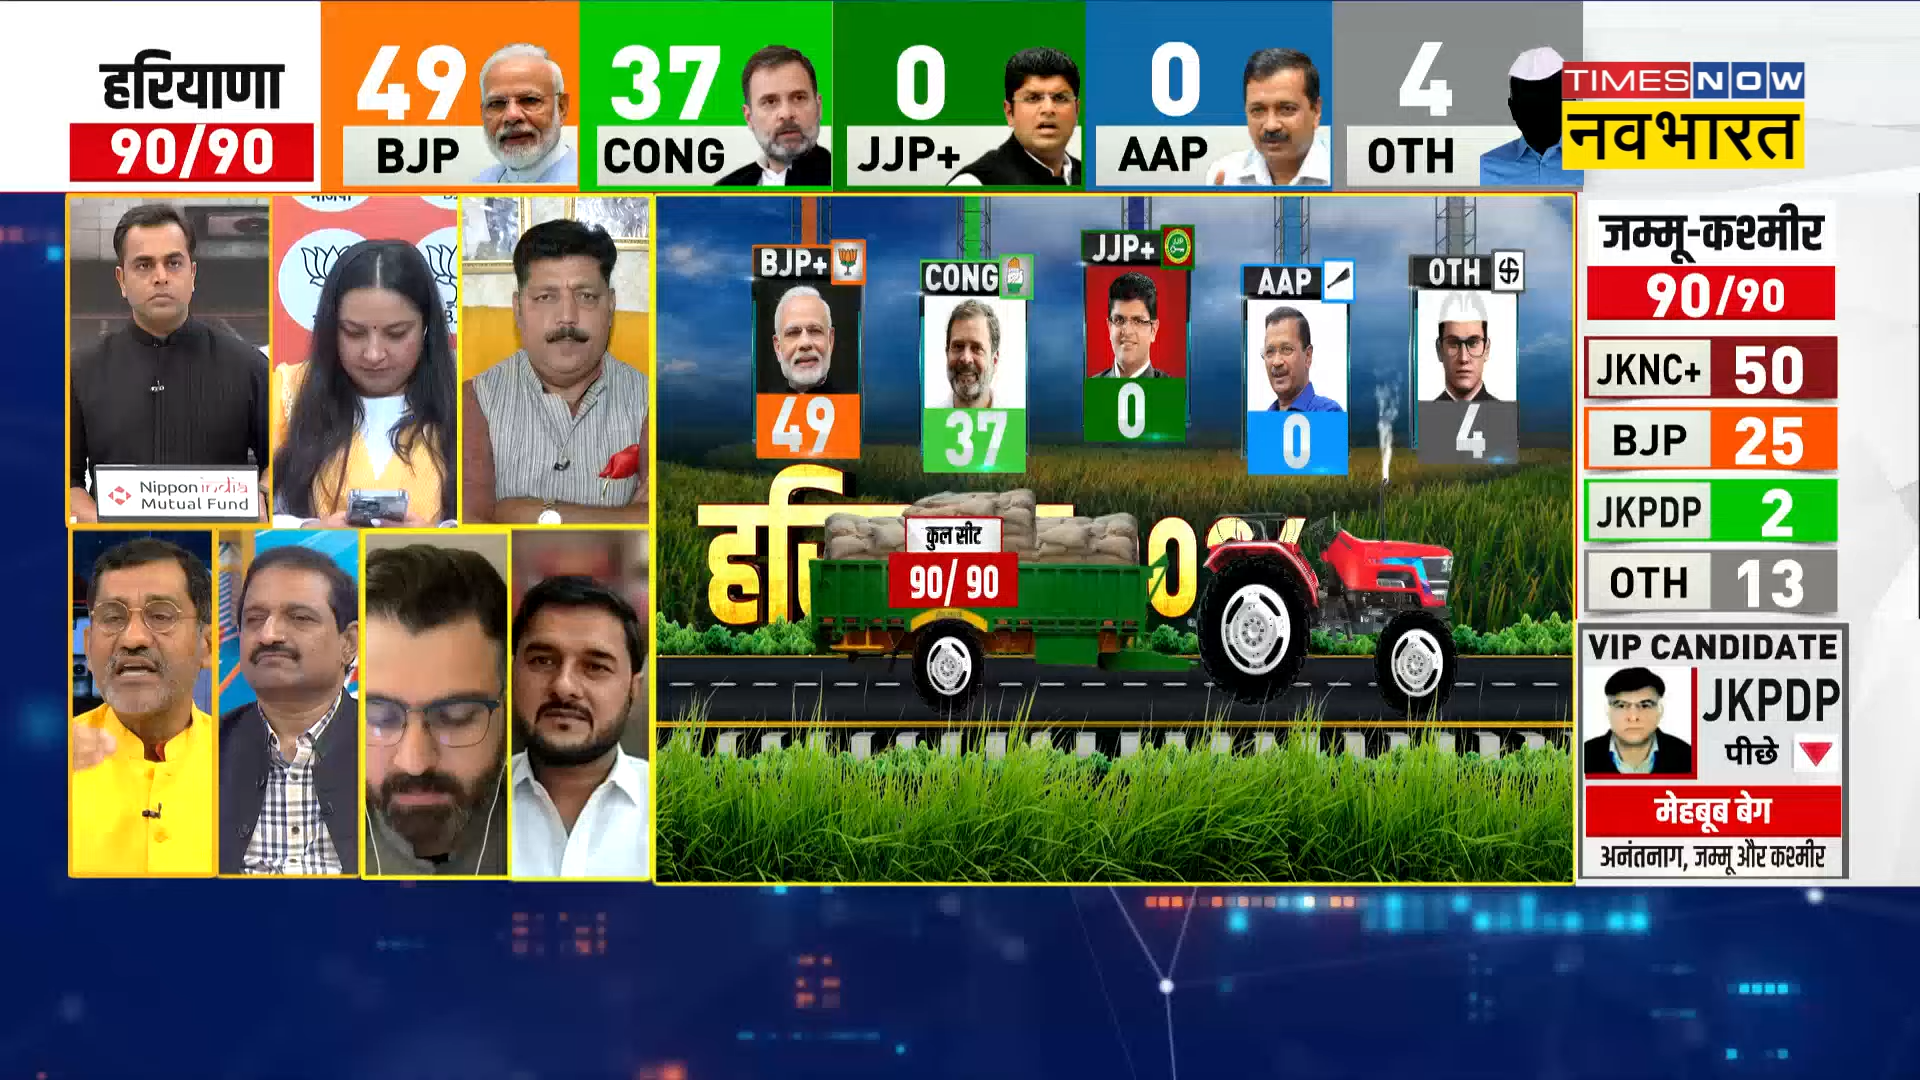 हरियाणा
90/90
49
BJP
37
CONG
0
JJP+
0
AAP
4
OTH
TIMES NOW
नवभारत
जम्मू-कश्मीर
90/90
JKNC+ 50
BJP 25
JKPDP 2
OTH 13
VIP CANDIDATE
JKPDP
पीछे
मेहबूब बेग
अनंतनाग, जम्मू और कश्मीर
BJP+
49
CONG
37
JJP+
0
AAP
0
OTH
4
कुल सीट
90/ 90
Nipponindia
Mutual Fund